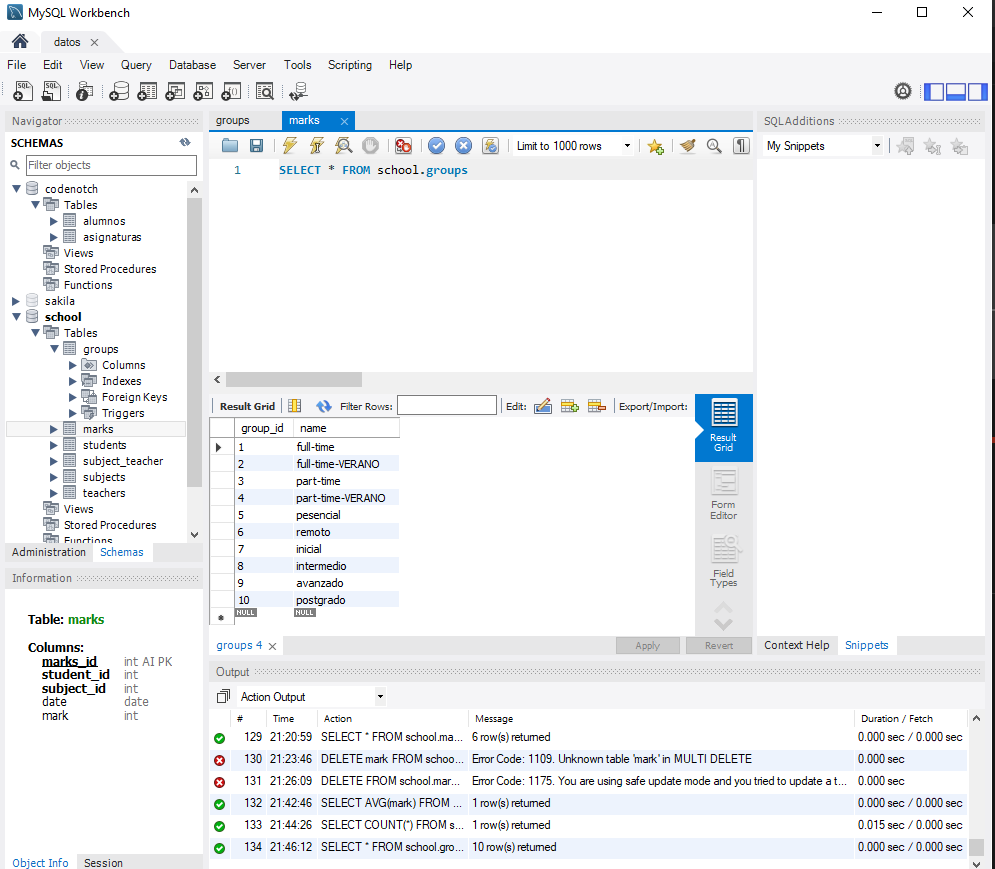 MySQL Workbench
datos
File Edit View Query Database Server Tools Scripting Help
Navigator
SCHEMAS
Filter objects
codenotch
Tables
alumnos
asignaturas
Views
Stored Procedures
Functions
sakila
school
Tables
groups
Columns
Indexes
Foreign Keys
Triggers
marks
students
subject_teacher
subjects
teachers
Views
Stored Procedures
Functions
Administration Schemas
Information
Table: marks
Columns:
marks_id int AI PK
student_id int
subject_id int
date date
mark int
Object Info Session
groups marks
Limit to 1000 rows
1 SELECT * FROM school.groups
Result Grid Filter Rows: Edit: Export/Import:
group_id name
1 full-time
2 full-time-VERANO
3 part-time
4 part-time-VERANO
5 pesencial
6 remoto
7 inicial
8 intermedio
9 avanzado
10 postgrado
NULL NULL
Result
Grid
Form
Editor
Field
Types
groups 4 Apply Revert
SQLAdditions
My Snippets
Context Help Snippets
Output
Action Output
# Time Action Message Duration / Fetch
129 21:20:59 SELECT * FROM school.ma... 6 row(s) returned 0.000 sec / 0.000 sec
130 21:23:46 DELETE mark FROM schoo... Error Code: 1109. Unknown table 'mark' in MULTI DELETE 0.000 sec
131 21:26:09 DELETE FROM school.mar... Error Code: 1175. You are using safe update mode and you tried to update a t... 0.000 sec
132 21:42:46 SELECT AVG(mark) FROM ... 1 row(s) returned 0.000 sec / 0.000 sec
133 21:44:26 SELECT COUNT(*) FROM s... 1 row(s) returned 0.015 sec / 0.000 sec
134 21:46:12 SELECT * FROM school.gro... 10 row(s) returned 0.000 sec / 0.000 sec